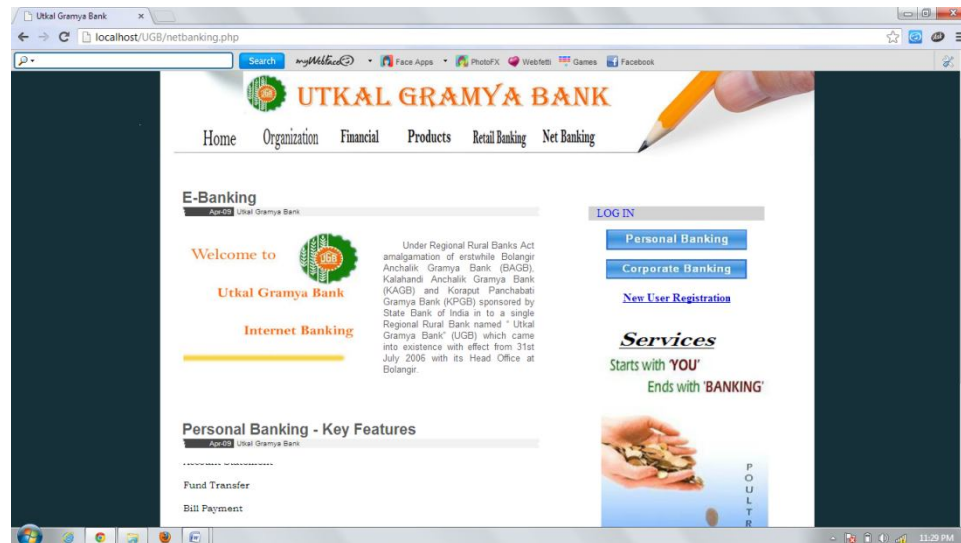 Utkal Gramya Bank
localhost/UGB/netbanking.php
Search myWebface Face Apps PhotoFX Webfetti Games Facebook
UGB
UTKAL GRAMYA BANK
Home Organization Financial Products Retail Banking Net Banking
E-Banking
Apr-09 Utkal Gramya Bank
Welcome to
UGB
Utkal Gramya Bank
Internet Banking
Under Regional Rural Banks Act
amalgamation of erstwhile Bolangir
Anchalik Gramya Bank (BAGB),
Kalahandi Anchalik Gramya Bank
(KAGB) and Koraput Panchabati
Gramya Bank (KPGB) sponsored by
State Bank of India in to a single
Regional Rural Bank named " Utkal
Gramya Bank" (UGB) which came
into existence with effect from 31st
July 2006 with its Head Office at
Bolangir.
LOG IN
Personal Banking
Corporate Banking
New User Registration
Services
Starts with 'YOU'
Ends with 'BANKING'
Personal Banking - Key Features
Apr-09 Utkal Gramya Bank
Fund Transfer
Bill Payment
POULTR
11:29 PM